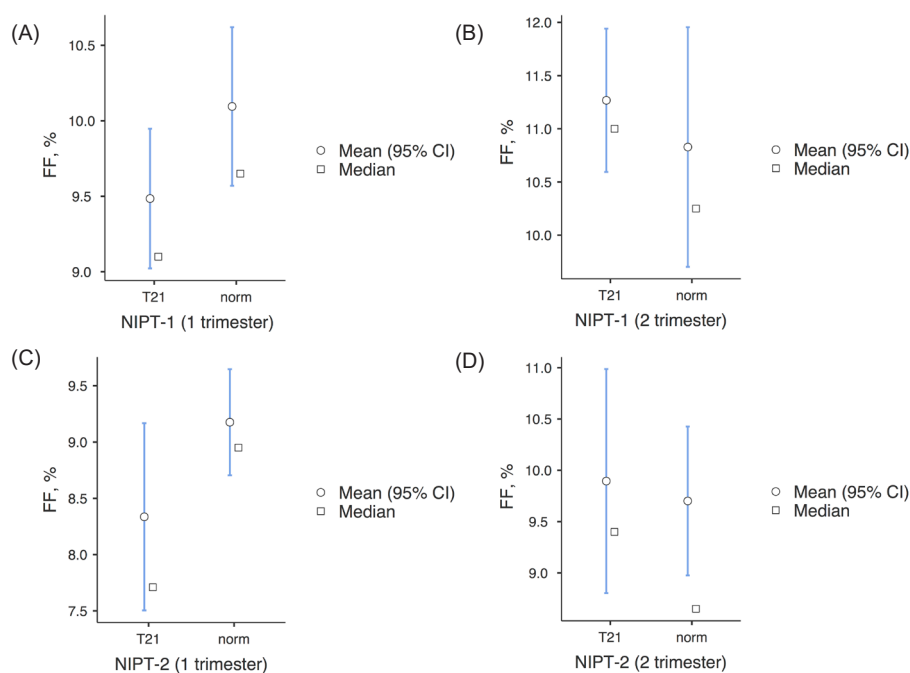 (A)
10.5
10.0
9.5
9.0
FF, %
T21 norm
NIPT-1 (1 trimester)
Mean (95% CI)
Median
(B)
12.0
11.5
11.0
10.5
10.0
FF, %
T21 norm
NIPT-1 (2 trimester)
Mean (95% CI)
Median
(C)
9.5
9.0
8.5
8.0
7.5
FF, %
T21 norm
NIPT-2 (1 trimester)
Mean (95% CI)
Median
(D)
11.0
10.5
10.0
9.5
9.0
FF, %
T21 norm
NIPT-2 (2 trimester)
Mean (95% CI)
Median